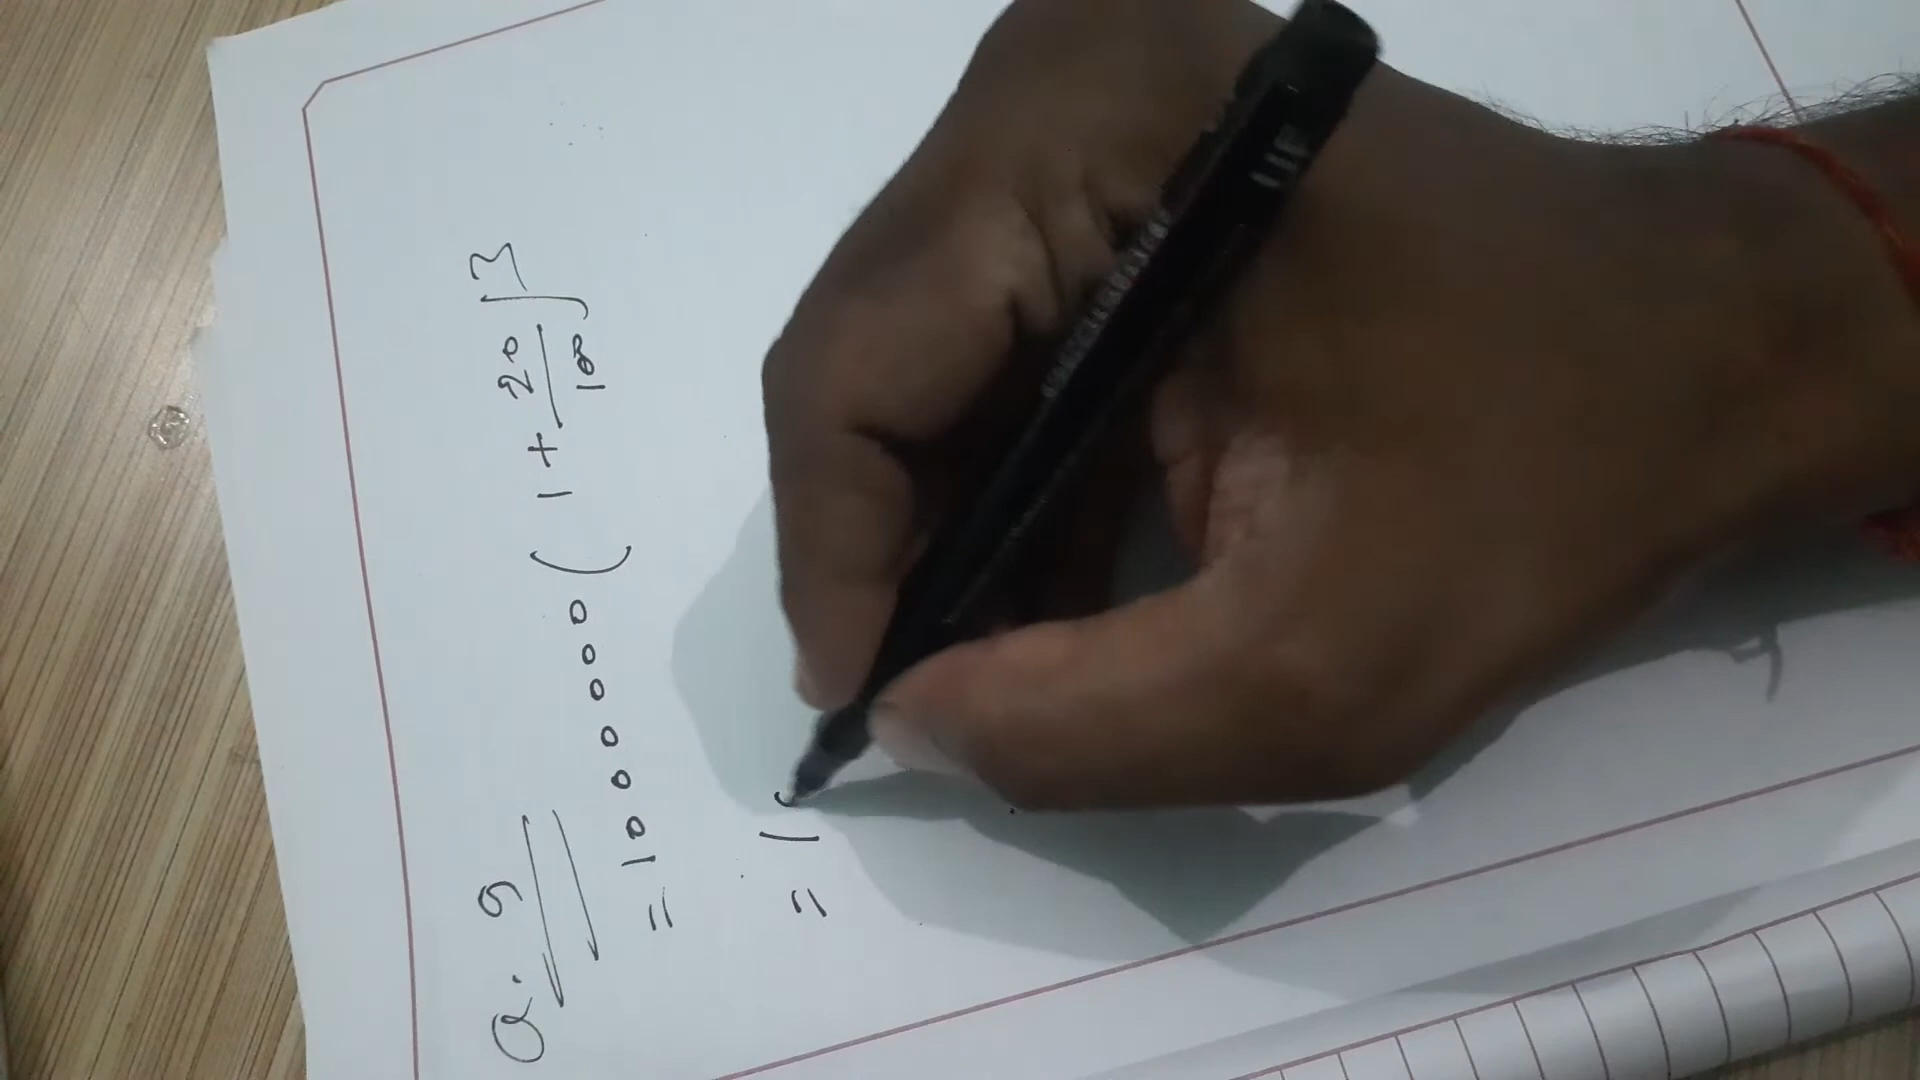 Q. 9
= 1000000 ( 1 + 20/100 )³
= 1